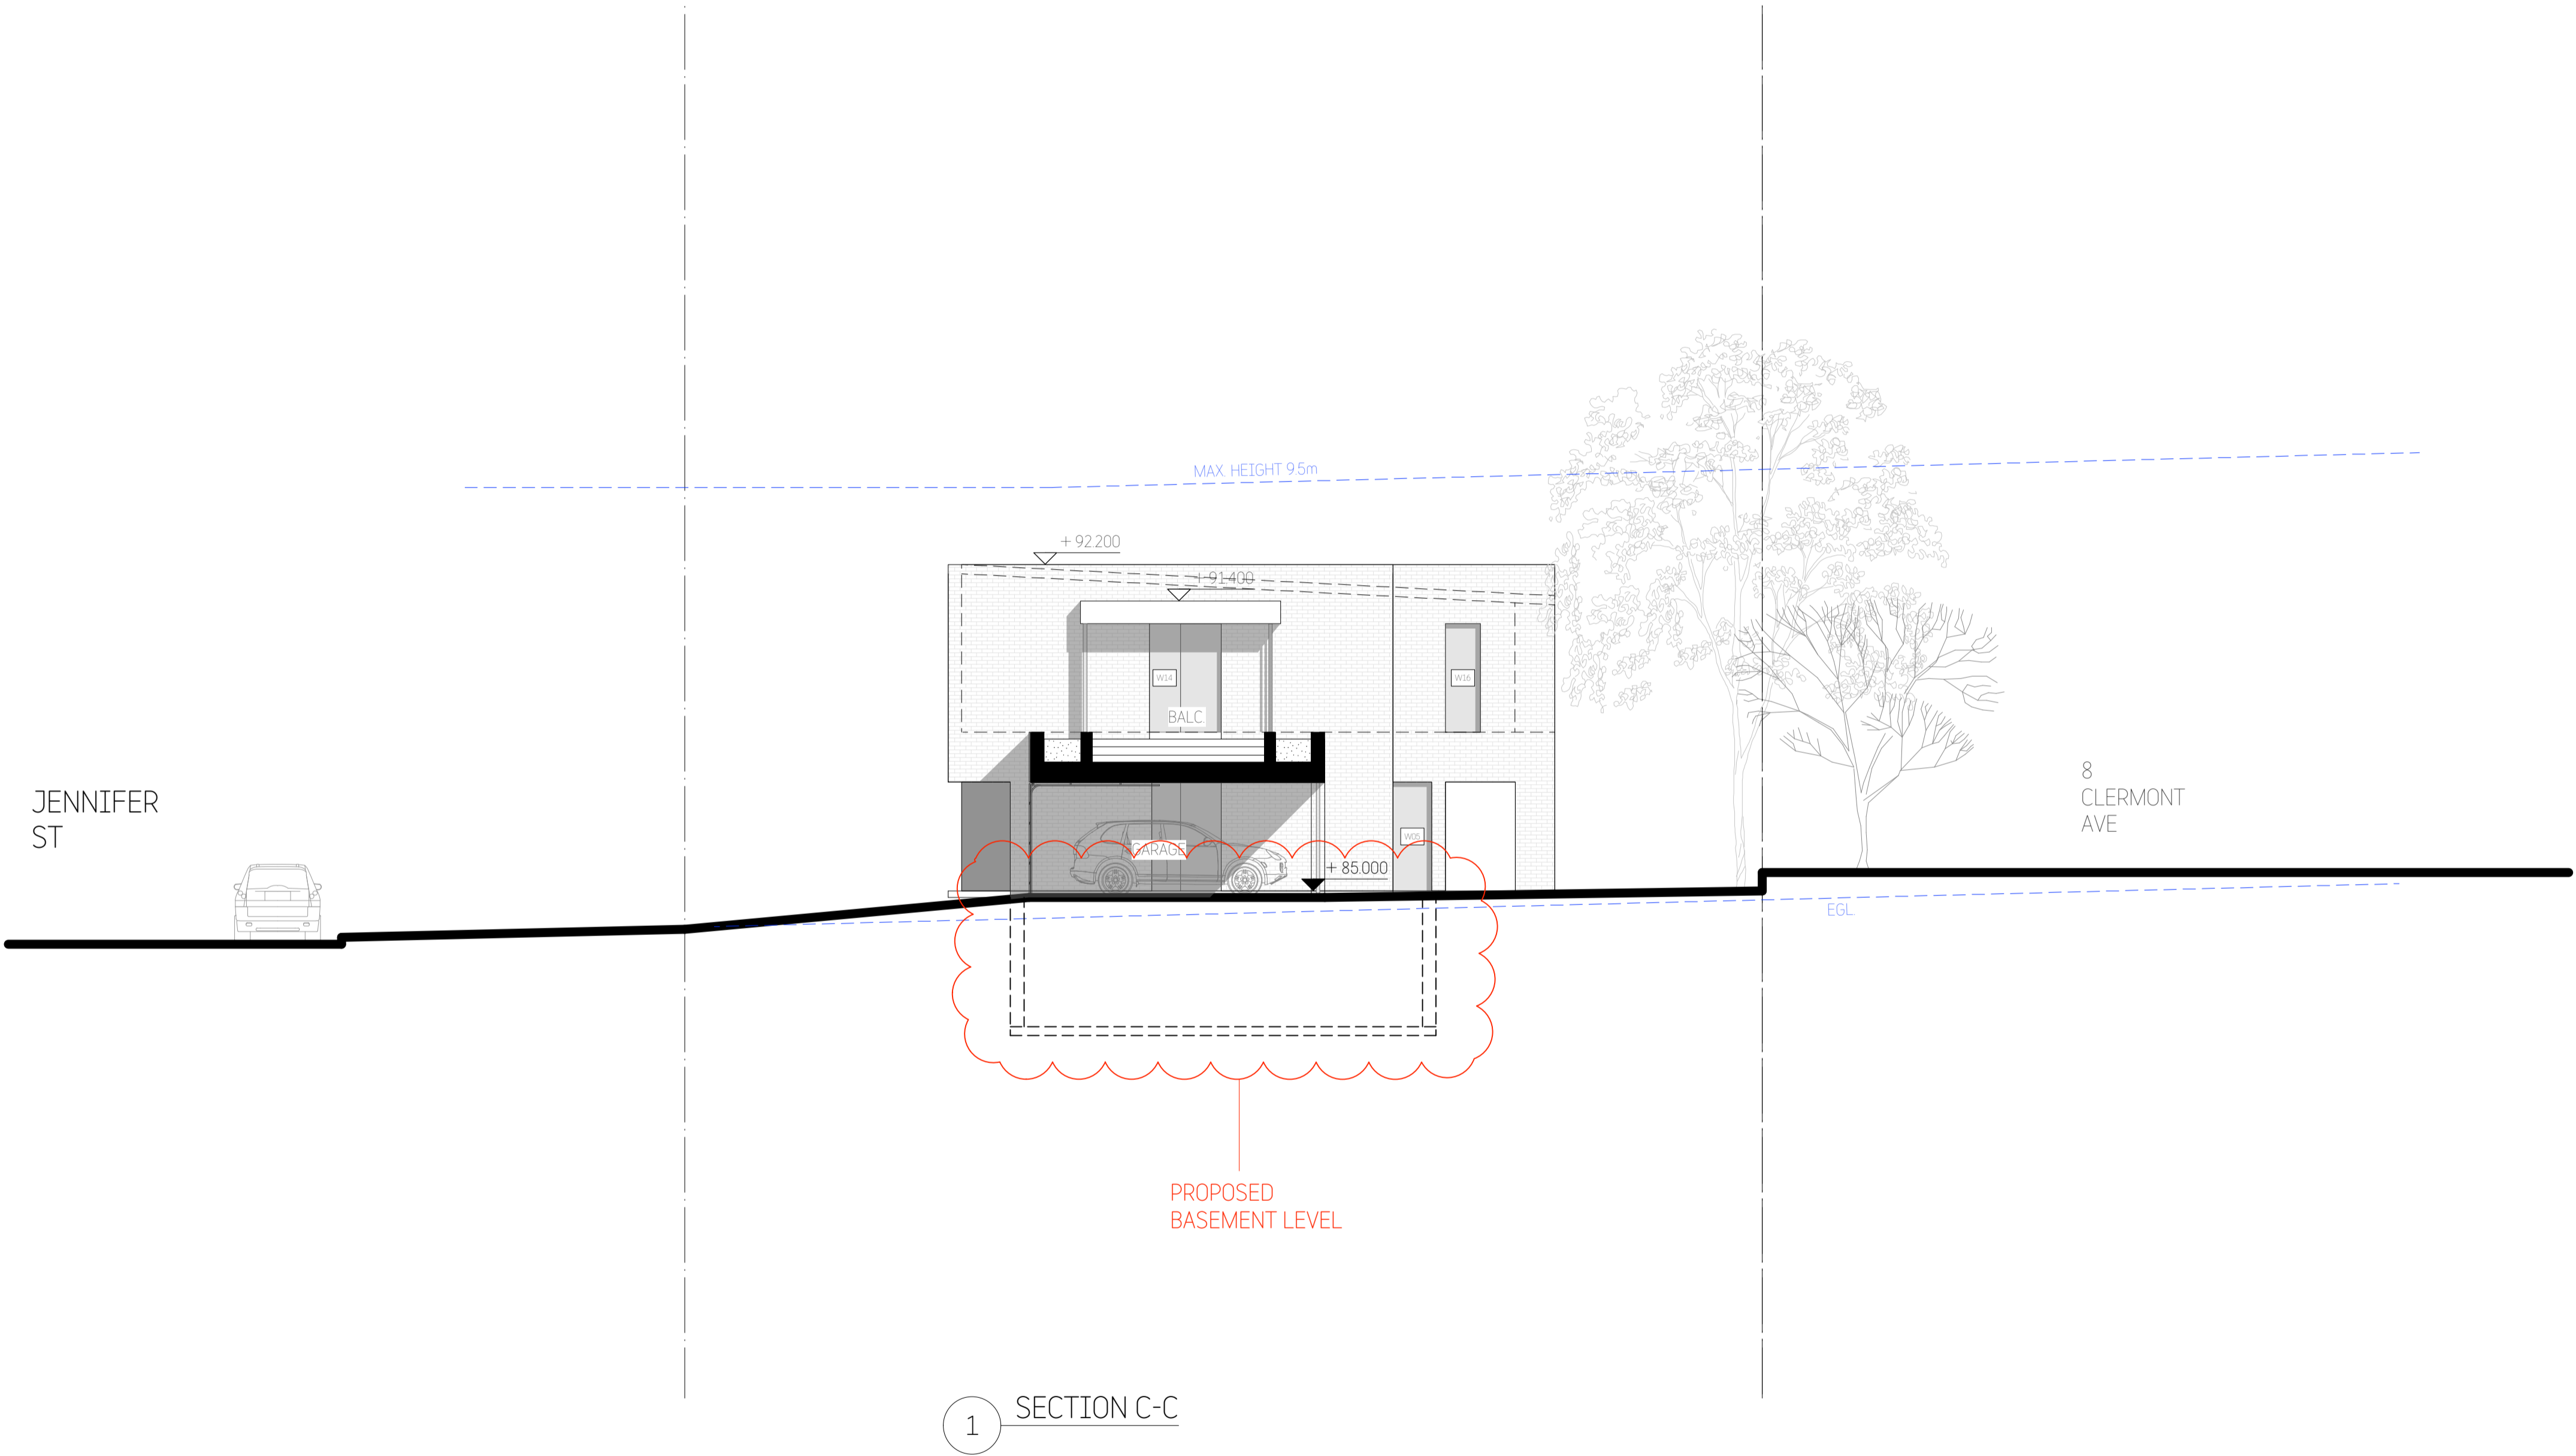 MAX. HEIGHT 9.5m
+ 92.200
+ 91.400
W14
W16
BALC.
JENNIFER
ST
8
CLERMONT
AVE
W05
GARAGE
+ 85.000
EGL
PROPOSED
BASEMENT LEVEL
1
SECTION C-C